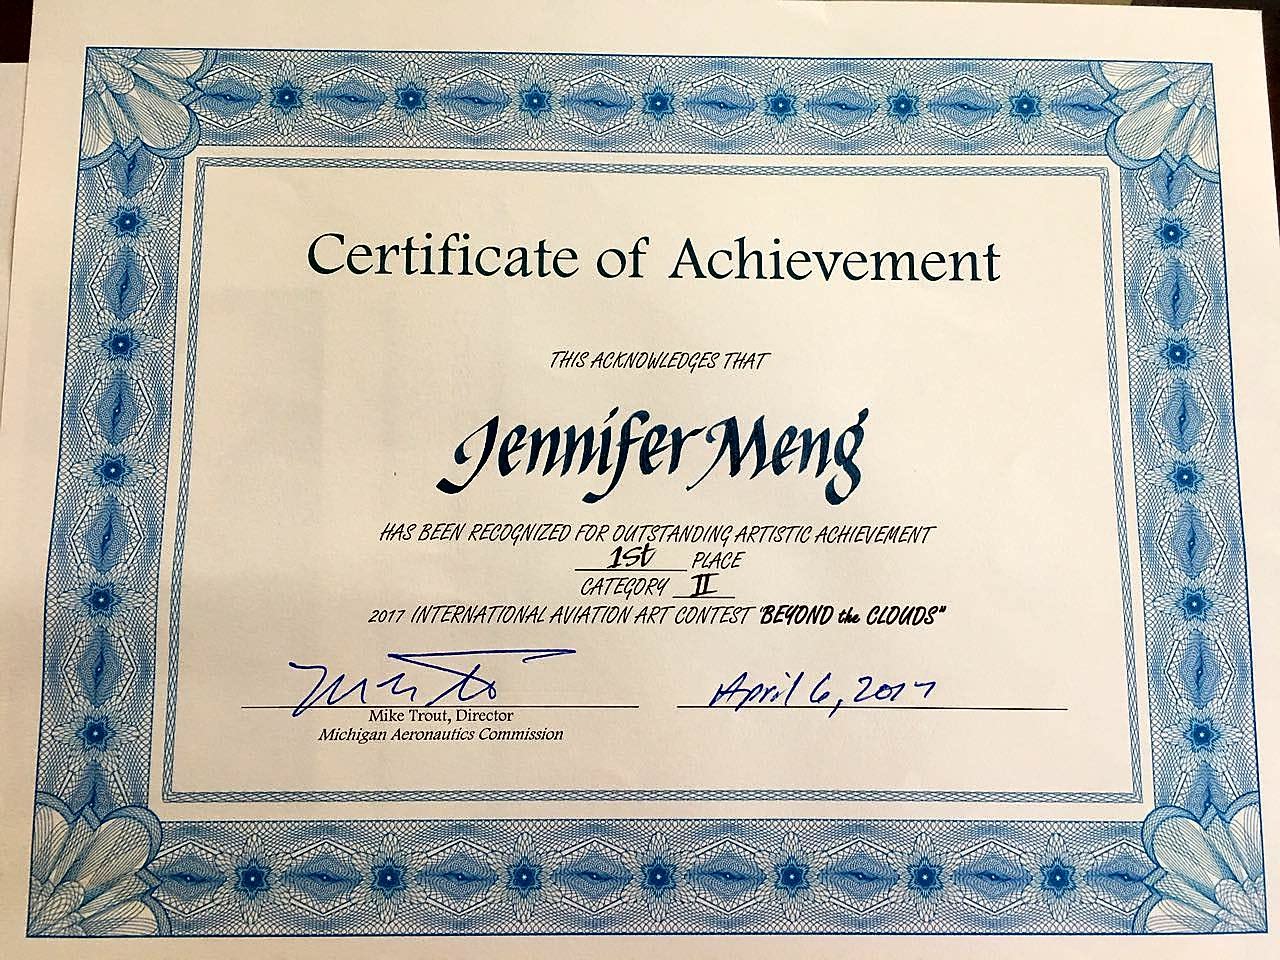 Certificate of Achievement
THIS ACKNOWLEDGES THAT
Jennifer Meng
HAS BEEN RECOGNIZED FOR OUTSTANDING ARTISTIC ACHIEVEMENT
1st PLACE
CATEGORY II
2017 INTERNATIONAL AVIATION ART CONTEST "BEYOND the CLOUDS"
April 6, 2017
Mike Trout, Director
Michigan Aeronautics Commission